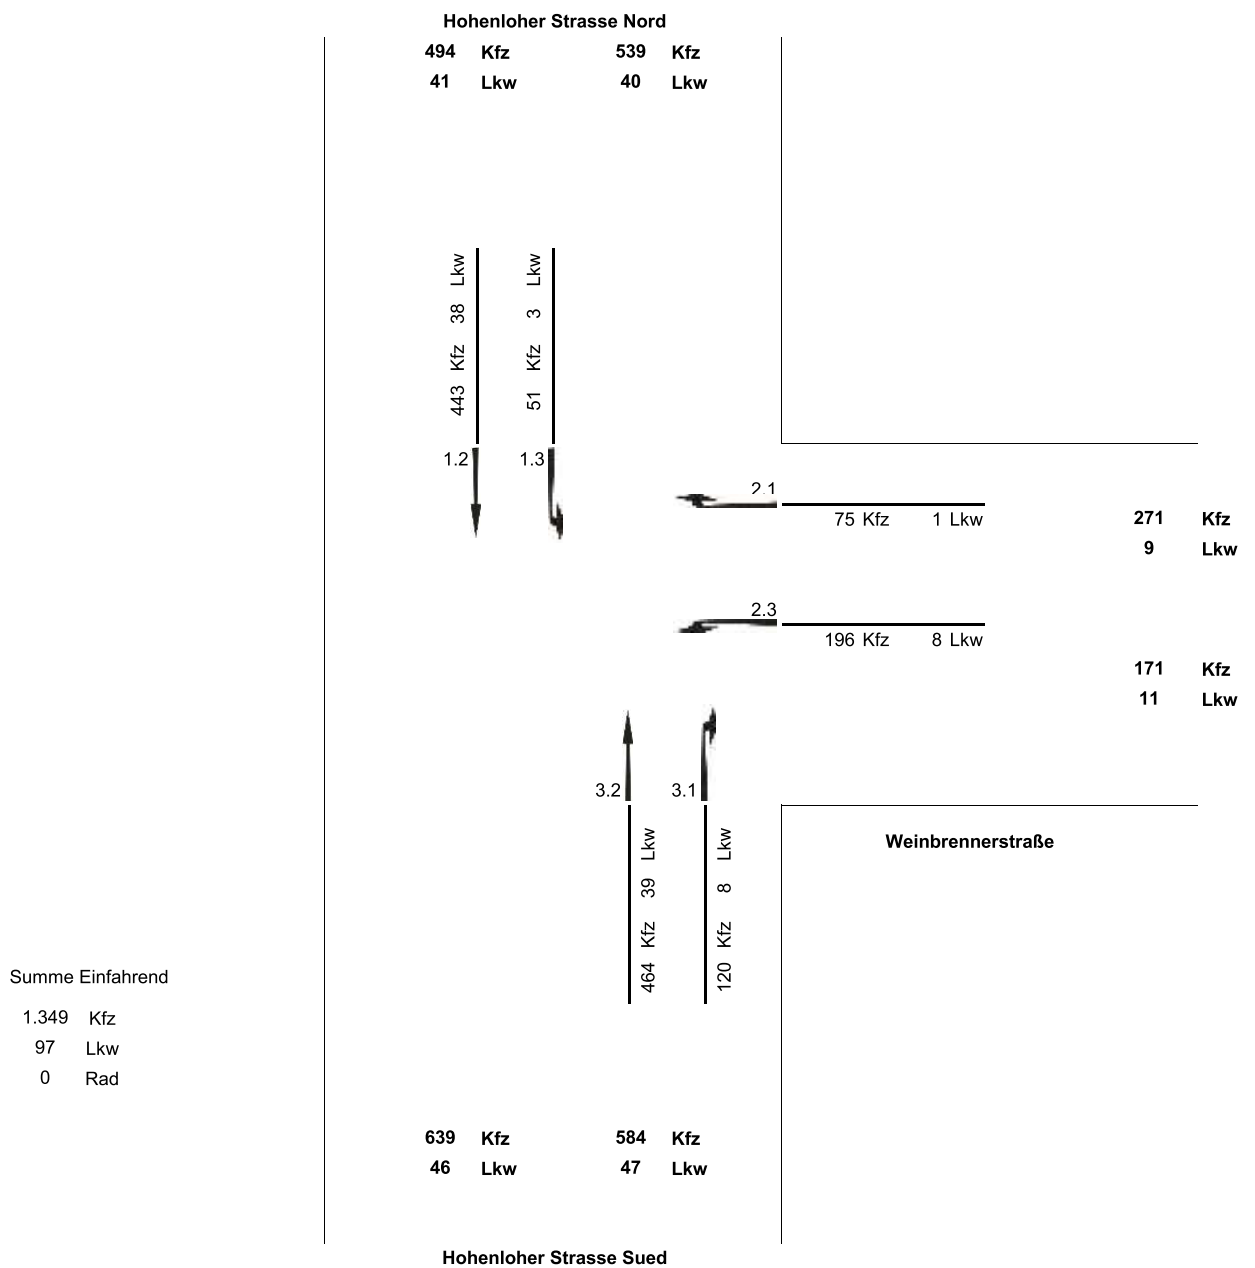 Hohenloher Strasse Nord
494 Kfz 539 Kfz
41 Lkw 40 Lkw
443 Kfz 38 Lkw
51 Kfz 3 Lkw
1.2
1.3
2.1
75 Kfz 1 Lkw
271 Kfz
9 Lkw
2.3
196 Kfz 8 Lkw
171 Kfz
11 Lkw
3.2
3.1
464 Kfz 39 Lkw
120 Kfz 8 Lkw
Weinbrennerstraße
Summe Einfahrend
1.349 Kfz
97 Lkw
0 Rad
639 Kfz 584 Kfz
46 Lkw 47 Lkw
Hohenloher Strasse Sued